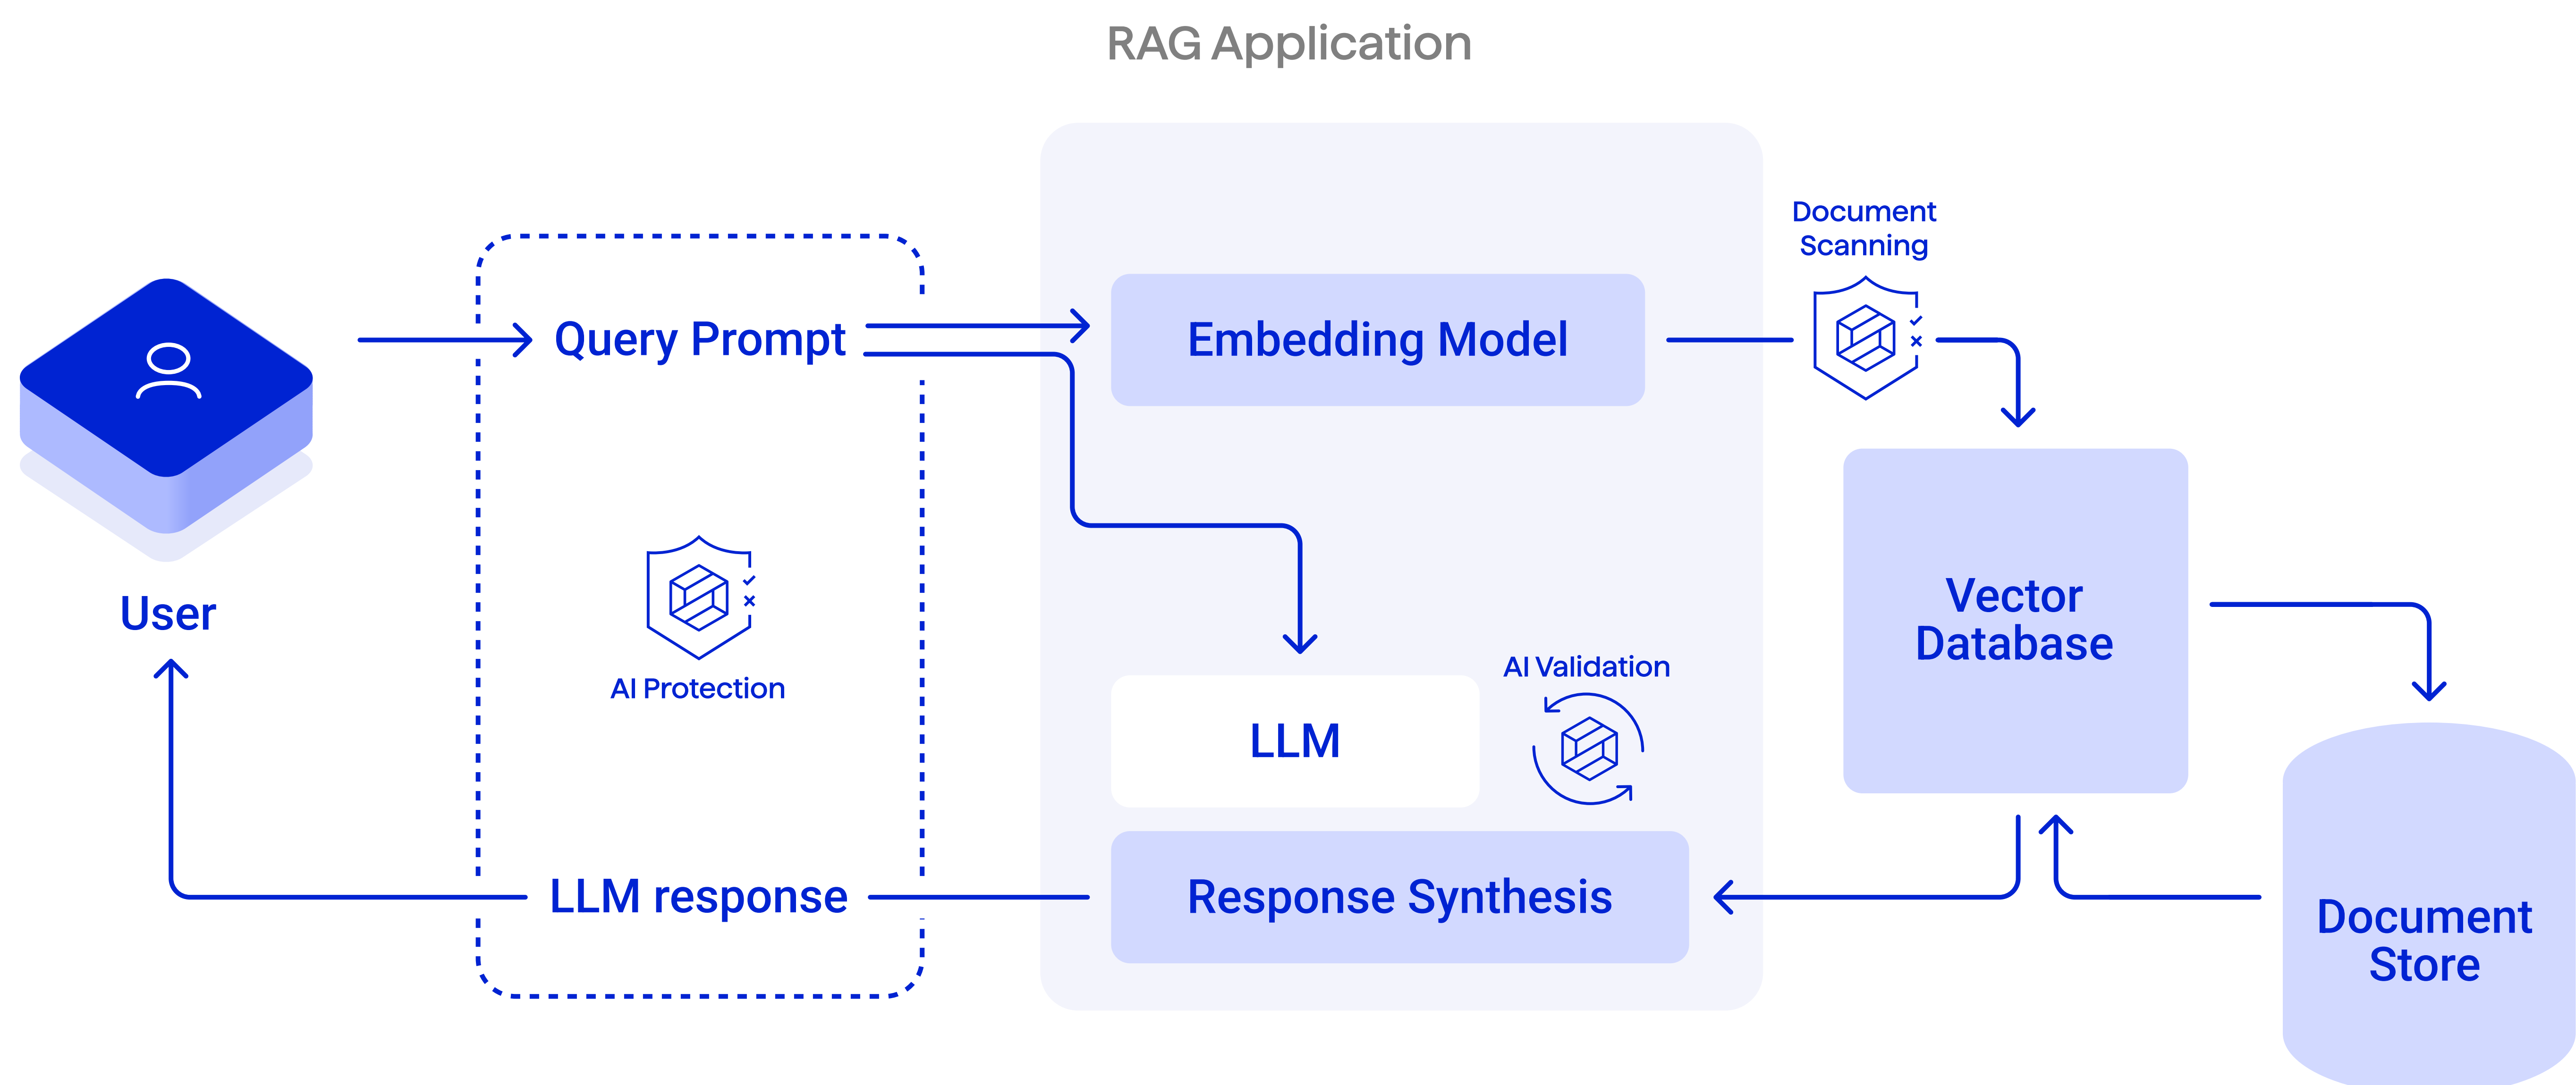 RAG Application
Document
Scanning
Query Prompt
Embedding Model
User
AI Protection
Vector
Database
AI Validation
LLM
LLM response
Response Synthesis
Document
Store